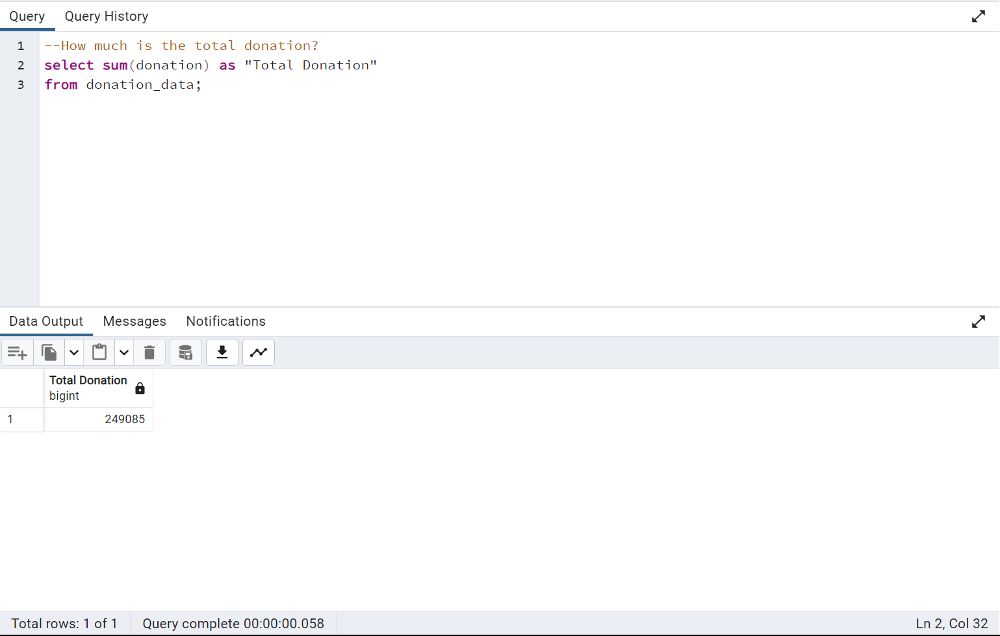 Query Query History
1 --How much is the total donation?
2 select sum(donation) as "Total Donation"
3 from donation_data;
Data Output Messages Notifications
Total Donation
bigint
1 249085
Total rows: 1 of 1 Query complete 00:00:00.058 Ln 2, Col 32